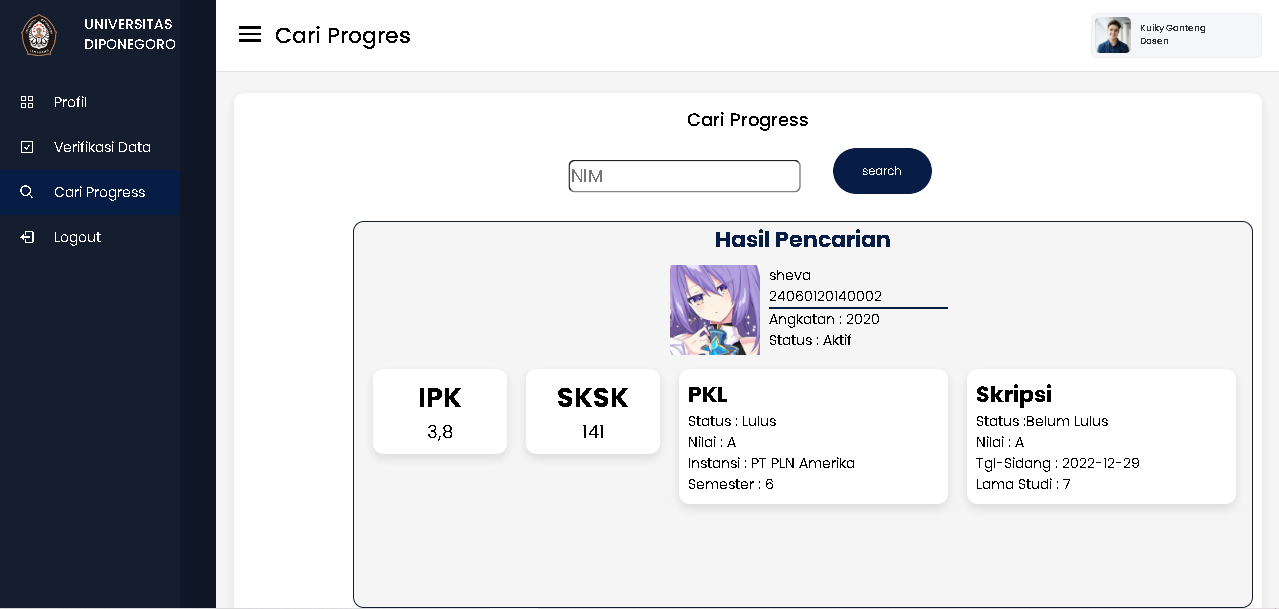 UNIVERSITAS
DIPONEGORO
Profil
Verifikasi Data
Cari Progress
Logout
Cari Progres
Kuiky Ganteng
Dosen
Cari Progress
NIM
search
Hasil Pencarian
sheva
24060120140002
Angkatan : 2020
Status : Aktif
IPK
3,8
SKSK
141
PKL
Status : Lulus
Nilai : A
Instansi : PT PLN Amerika
Semester : 6
Skripsi
Status :Belum Lulus
Nilai : A
Tgl-Sidang : 2022-12-29
Lama Studi : 7